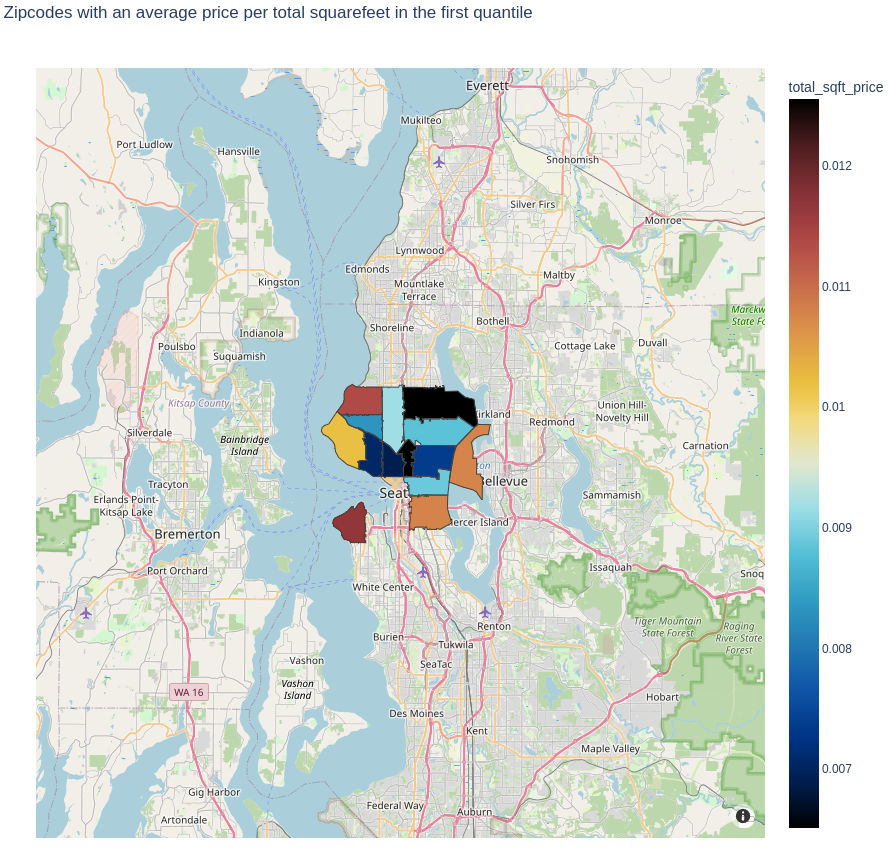 Zipcodes with an average price per total squarefeet in the first quantile
total_sqft_price
0.012
0.011
0.01
0.009
0.008
0.007
Everett
Mukilteo
Port Ludlow
Hansville
Snohomish
Silver Firs
Monroe
Lynnwood
Edmonds
Maltby
Kingston
Mountlake
Terrace
Marckw
State Fo
Bothell
Shoreline
Indianola
Duvall
Cottage Lake
Poulsbo
Suquamish
Kitsap County
Union Hill-
Novelty Hill
Kirkland
Redmond
Silverdale
Bainbridge
Island
Carnation
Tracyton
Bellevue
Seat
Sammamish
Erlands Point-
Kitsap Lake
Mercer Island
Bremerton
Issaquah
Port Orchard
Snoq
White Center
Renton
Tiger Mountain
State Forest
Raging
River State
Forest
Burien
Tukwila
Vashon
SeaTac
Vashon
Island
WA 16
Hobart
Des Moines
Kent
Maple Valley
Gig Harbor
Federal Way
Auburn
Artondale